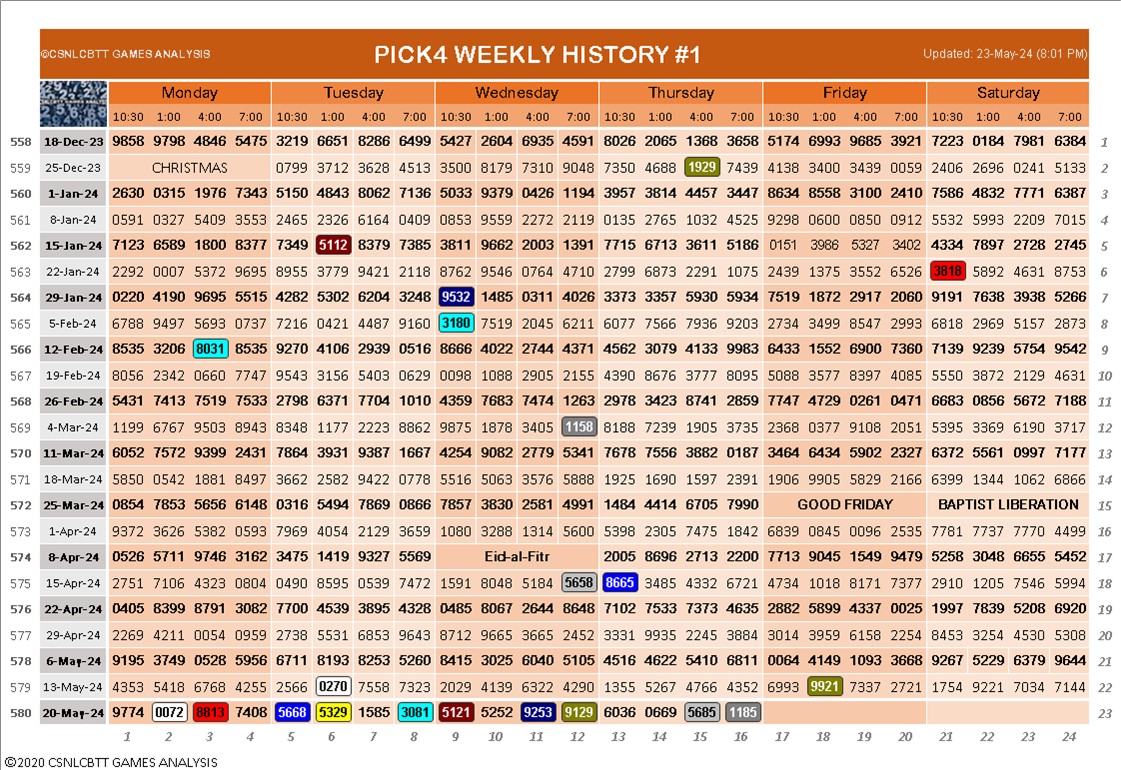 ©CSNLCBTT GAMES ANALYSIS PICK4 WEEKLY HISTORY #1 Updated: 23-May-24 (8:01 PM)
Monday Tuesday Wednesday Thursday Friday Saturday
10:30 1:00 4:00 7:00 10:30 1:00 4:00 7:00 10:30 1:00 4:00 7:00 10:30 1:00 4:00 7:00 10:30 1:00 4:00 7:00 10:30 1:00 4:00 7:00
558 18-Dec-23 9858 9798 4846 5475 3219 6651 8286 6499 5427 2604 6935 4591 8026 2065 1368 3658 5174 6993 9685 3921 7223 0184 7981 6384 1
559 25-Dec-23 CHRISTMAS 0799 3712 3628 4513 3500 8179 7310 9048 7350 4688 1929 7439 4138 3400 3439 0059 2406 2696 0241 5133 2
560 1-Jan-24 2630 0315 1976 7343 5150 4843 8062 7136 5033 9379 0426 1194 3957 3814 4457 3447 8634 8558 3100 2410 7586 4832 7771 6387 3
561 8-Jan-24 0591 0327 5409 3553 2465 2326 6164 0409 0853 9559 2272 2119 0135 2765 1032 4525 9298 0600 0850 0912 5532 5993 2209 7015 4
562 15-Jan-24 7123 6589 1800 8377 7349 5112 8379 7385 3811 9662 2003 1391 7715 6713 3611 5186 0151 3986 5327 3402 4334 7897 2728 2745 5
563 22-Jan-24 2292 0007 5372 9695 8955 3779 9421 2118 8762 9546 0764 4710 2799 6873 2291 1075 2439 1375 3552 6526 3818 5892 4631 8753 6
564 29-Jan-24 0220 4190 9695 5515 4282 5302 6204 3248 9532 1485 0311 4026 3373 3357 5930 5934 7519 1872 2917 2060 9191 7638 3938 5266 7
565 5-Feb-24 6788 9497 5693 0737 7216 0421 4487 9160 3180 7519 2045 6211 6077 7566 7936 9203 2734 3499 8547 2993 6818 2969 5157 2873 8
566 12-Feb-24 8535 3206 8031 8535 9270 4106 2939 0516 8666 4022 2744 4371 4562 3079 4133 9983 6433 1552 6900 7360 7139 9239 5754 9542 9
567 19-Feb-24 8056 2342 0660 7747 9543 3156 5403 0629 0098 1088 2905 2155 4390 8676 3777 8095 5088 3577 8397 4085 5550 3872 2129 4631 10
568 26-Feb-24 5431 7413 7519 7533 2798 6371 7704 1010 4359 7683 7474 1263 2978 3423 8741 2859 7747 4729 0261 0471 6683 0856 5672 7188 11
569 4-Mar-24 1199 6767 9503 8943 8348 1177 2223 8862 9875 1878 3405 1158 8188 7239 1905 3735 2368 0377 9108 2051 5395 3369 6190 3717 12
570 11-Mar-24 6052 7572 9399 2431 7864 3931 9387 1667 4254 9082 2779 5341 7678 7556 3882 0187 3464 6434 5902 2327 6372 5561 0997 7177 13
571 18-Mar-24 5850 0542 1881 8497 3662 2582 9422 0778 5516 5063 3576 5888 1925 1690 1597 2391 1906 9905 5829 2166 6399 1344 1062 6866 14
572 25-Mar-24 0854 7853 5656 6148 0316 5494 7869 0866 7857 3830 2581 4991 1484 4414 6705 7990 GOOD FRIDAY BAPTIST LIBERATION 15
573 1-Apr-24 9372 3626 5382 0593 7969 4054 2129 3659 1080 3288 1314 5600 5398 2305 7475 1842 6839 0845 0096 2535 7781 7737 7770 4499 16
574 8-Apr-24 0526 5711 9746 3162 3475 1419 9327 5569 Eid-al-Fitr 2005 8696 2713 2200 7713 9045 1549 9479 5258 3048 6655 5452 17
575 15-Apr-24 2751 7106 4323 0804 0490 8595 0539 7472 1591 8048 5184 5658 8665 3485 4332 6721 4734 1018 8171 7377 2910 1205 7546 5994 18
576 22-Apr-24 0405 8399 8791 3082 7700 4539 3895 4328 0485 8067 2644 8648 7102 7533 7373 4635 2882 5899 4337 0025 1997 7839 5208 6920 19
577 29-Apr-24 2269 4211 0054 0959 2738 5531 6853 9643 8712 9665 3665 2452 3331 9935 2245 3884 3014 3959 6158 2254 8453 3254 4530 5308 20
578 6-May-24 9195 3749 0528 5956 6711 8193 8253 5260 8415 3025 6040 5105 4516 4622 5410 6811 0064 4149 1093 3668 9267 5229 6379 9644 21
579 13-May-24 4353 5418 6768 4255 2566 0270 7558 7323 2029 4139 6322 4290 1355 5267 4766 4352 6993 9921 7337 2721 1754 9221 7034 7144 22
580 20-May-24 9774 0072 8813 7408 5668 5329 1585 3081 5121 5252 9253 9129 6036 0669 5685 1185 23
1 2 3 4 5 6 7 8 9 10 11 12 13 14 15 16 17 18 19 20 21 22 23 24
©2020 CSNLCBTT GAMES ANALYSIS